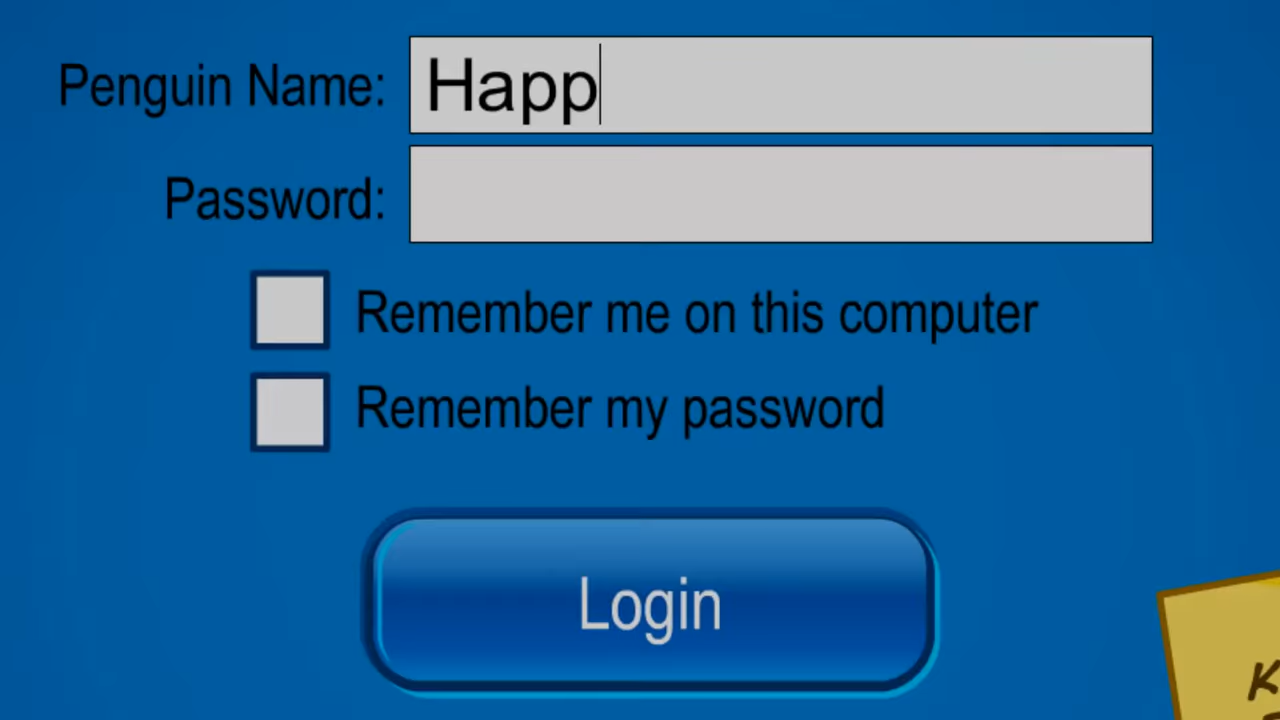 Penguin Name: Happ
Password:
Remember me on this computer
Remember my password
Login